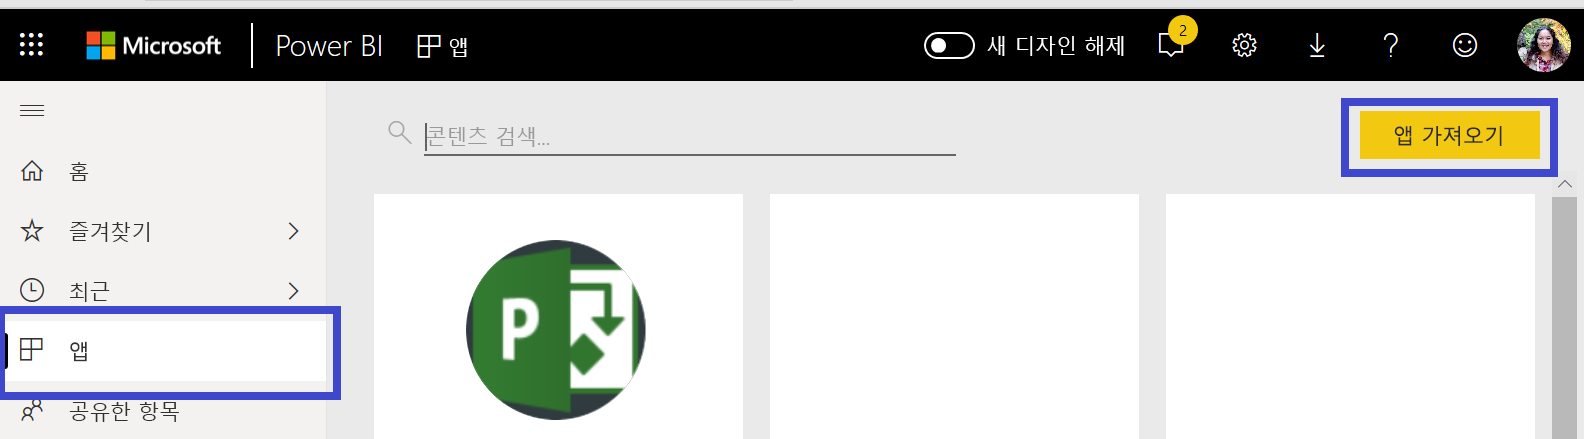 Microsoft Power BI 앱 새 디자인 해제 2 ?
콘텐츠 검색...
앱 가져오기
홈
즐겨찾기
최근
앱
공유한 항목
P